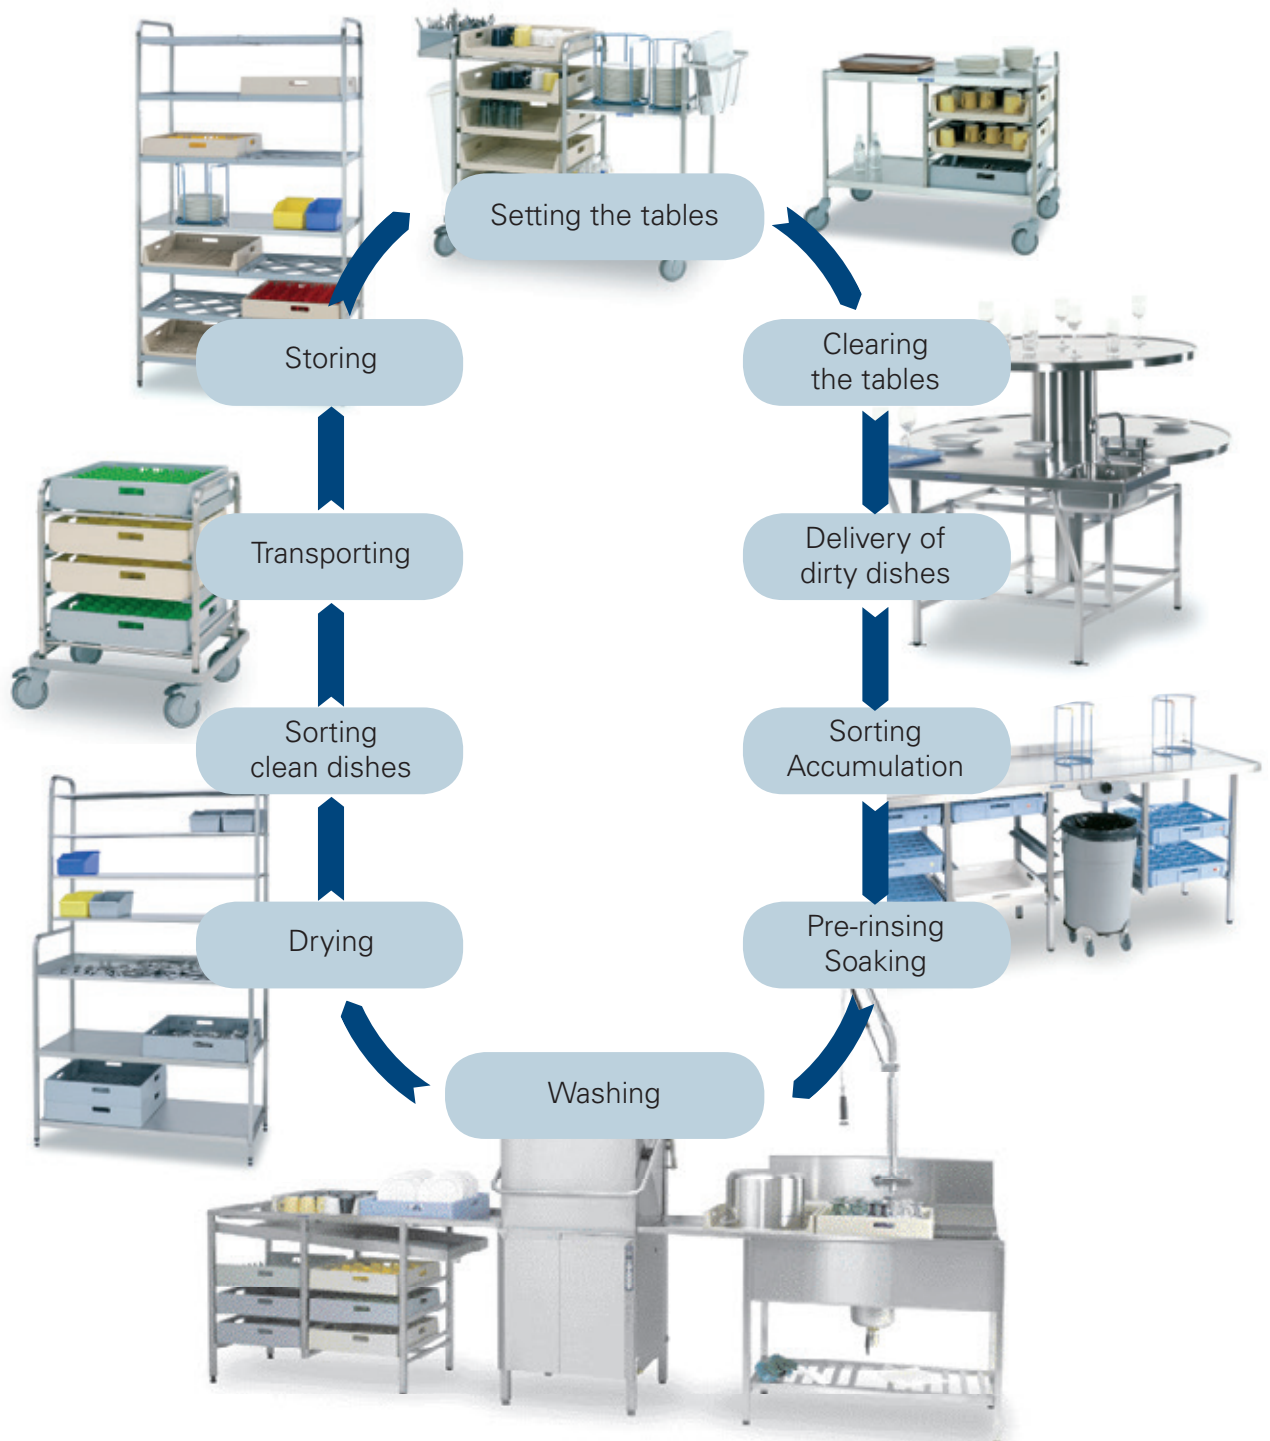 Setting the tables
Storing
Clearing
the tables
Transporting
Delivery of
dirty dishes
Sorting
clean dishes
Sorting
Accumulation
Drying
Pre-rinsing
Soaking
Washing